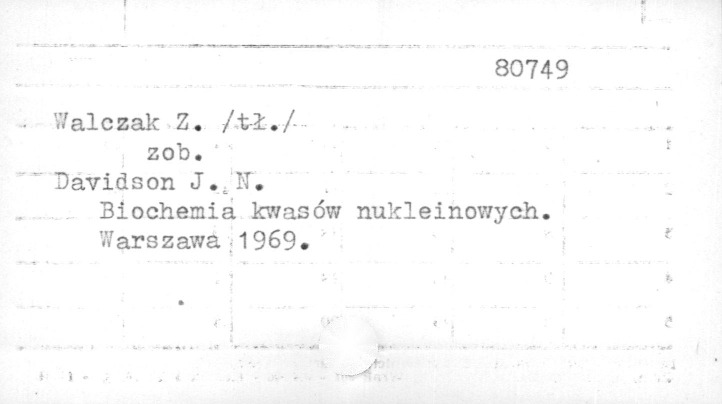 80749
Walczak Z. /tł./
zob.
Davidson J. N.
Biochemia kwasów nukleinowych.
Warszawa 1969.